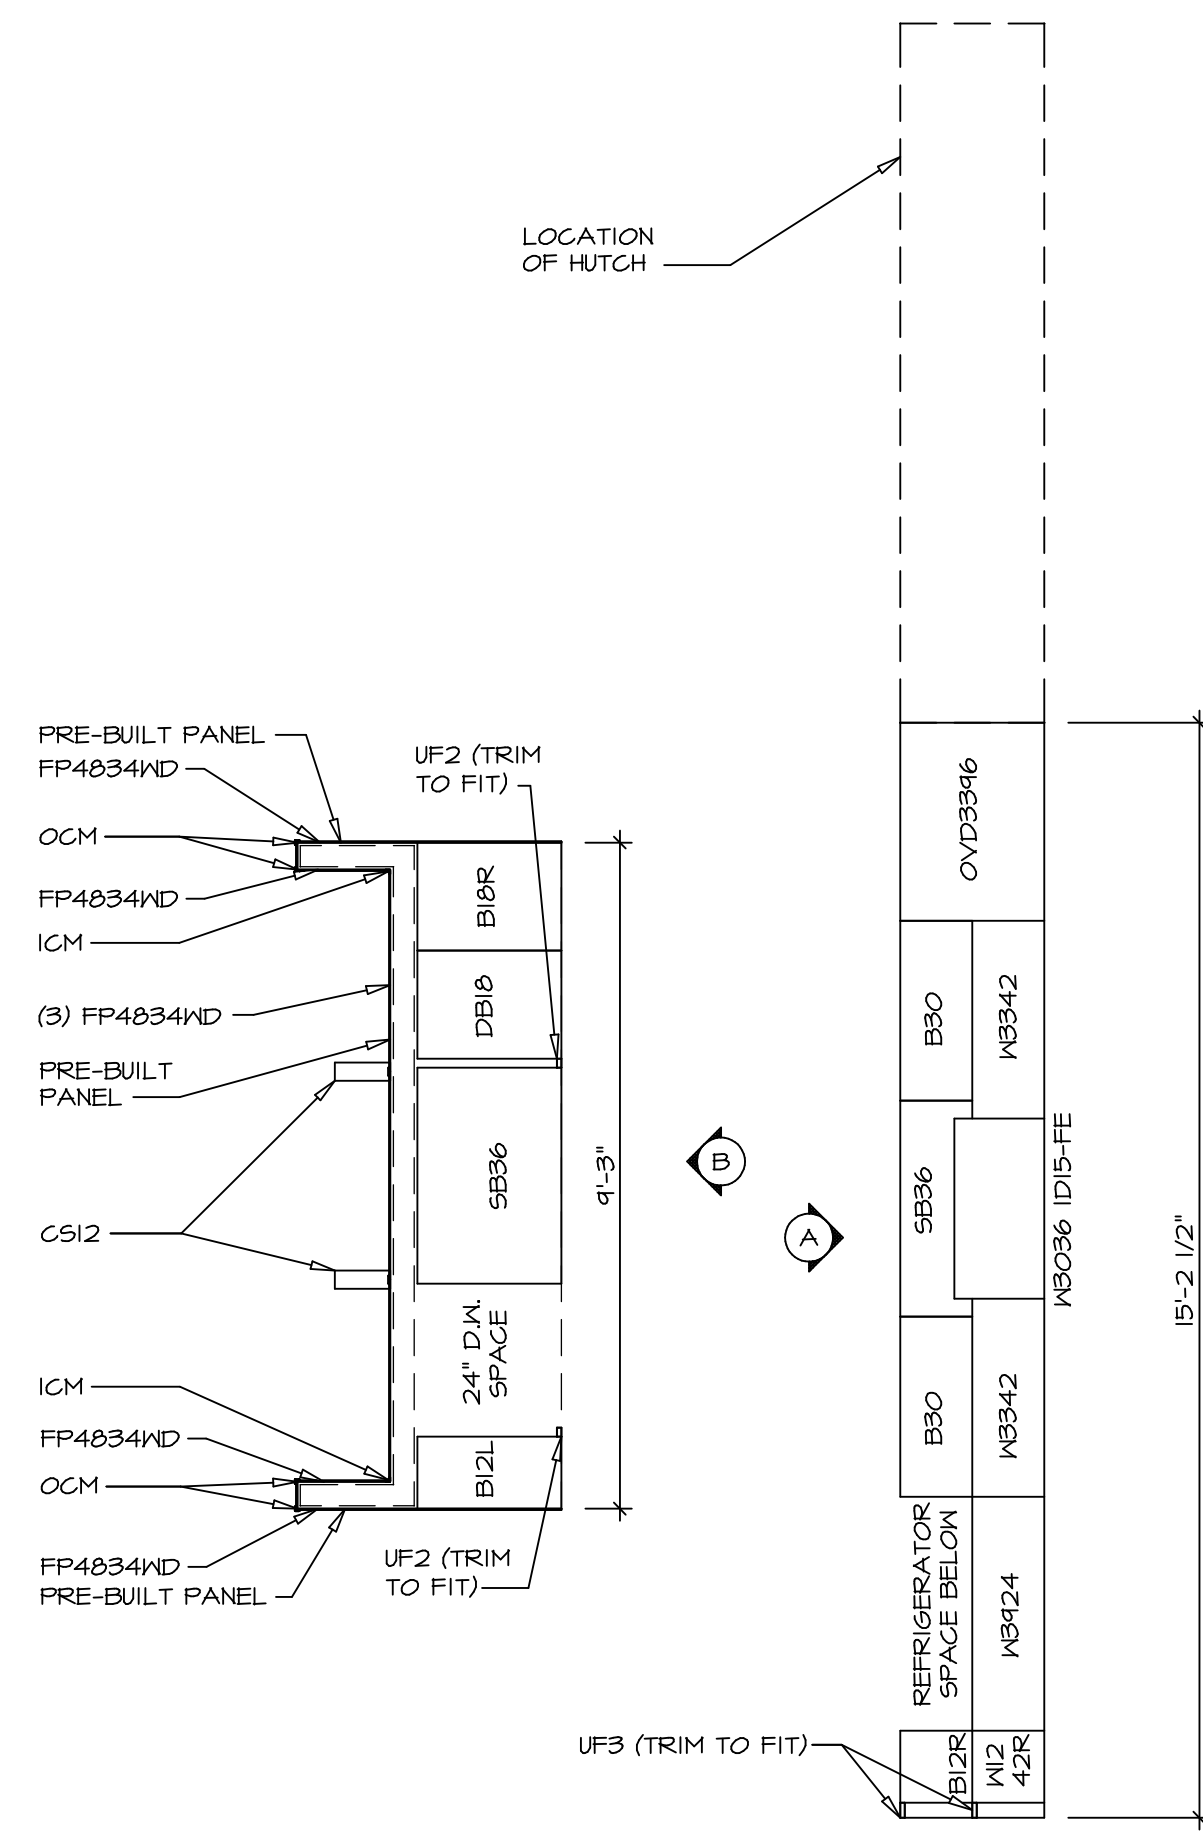 LOCATION
OF HUTCH
PRE-BUILT PANEL
FP4834WD
OCM
FP4834WD
ICM
(3) FP4834WD
PRE-BUILT
PANEL
CS12
ICM
FP4834WD
OCM
FP4834WD
PRE-BUILT PANEL
UF2 (TRIM
TO FIT)
B18R
DB18
SB36
24" D.W.
SPACE
B12L
UF2 (TRIM
TO FIT)
9'-3"
B
A
OVD3396
B30
W3342
SB36
W3036 1D15-FE
B30
W3342
REFRIGERATOR
SPACE BELOW
W3924
B12R
W12
42R
UF3 (TRIM TO FIT)
15'-2 1/2"